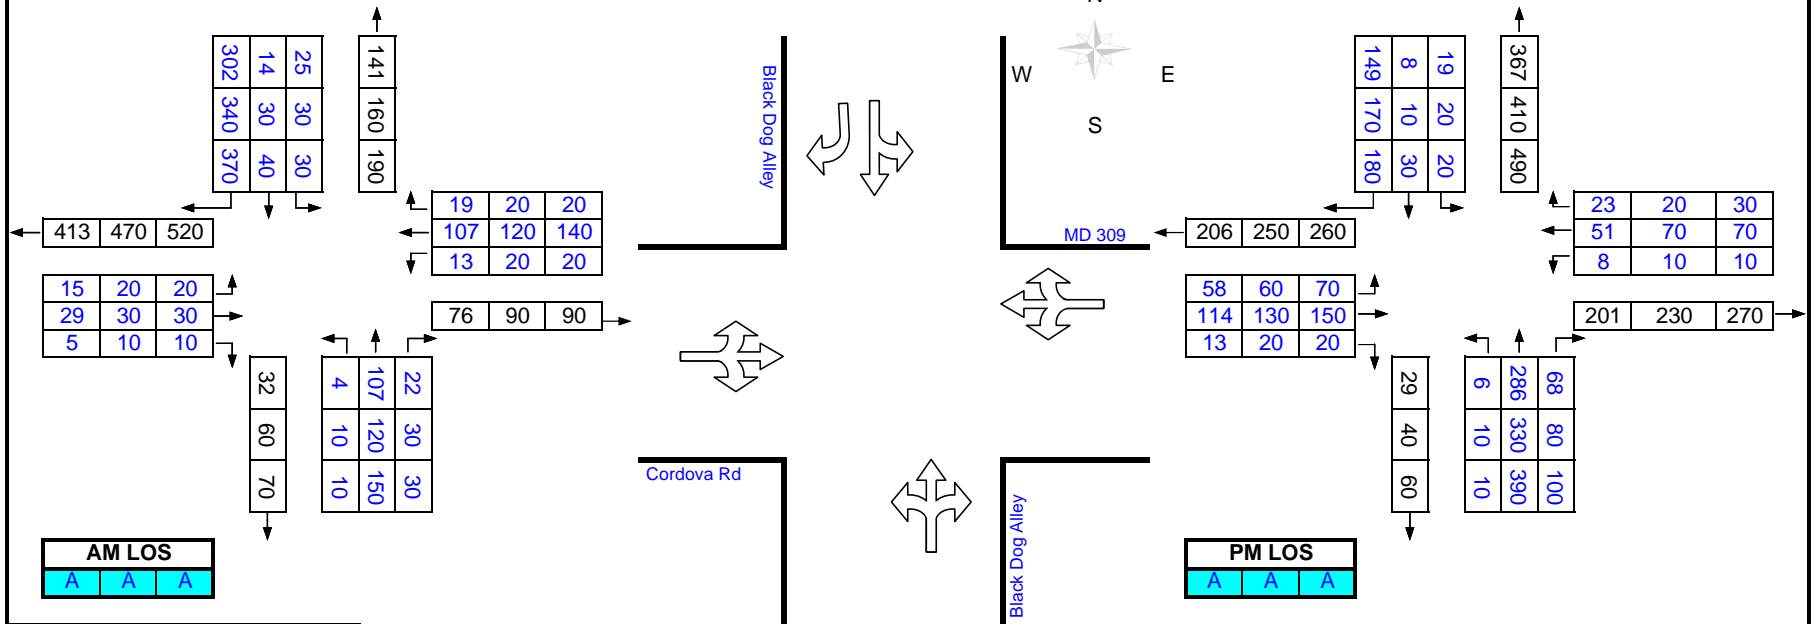 N
W E
S
Black Dog Alley
MD 309
Cordova Rd
Black Dog Alley
302 14 25
340 30 30
370 40 30
141
160
190
413 470 520
19 20 20
107 120 140
13 20 20
15 20 20
29 30 30
5 10 10
76 90 90
32
60
70
4 107 22
10 120 30
10 150 30
AM LOS
A A A
149 8 19
170 10 20
180 30 20
367
410
490
206 250 260
23 20 30
51 70 70
8 10 10
58 60 70
114 130 150
13 20 20
201 230 270
29
40
60
6 286 68
10 330 80
10 390 100
PM LOS
A A A